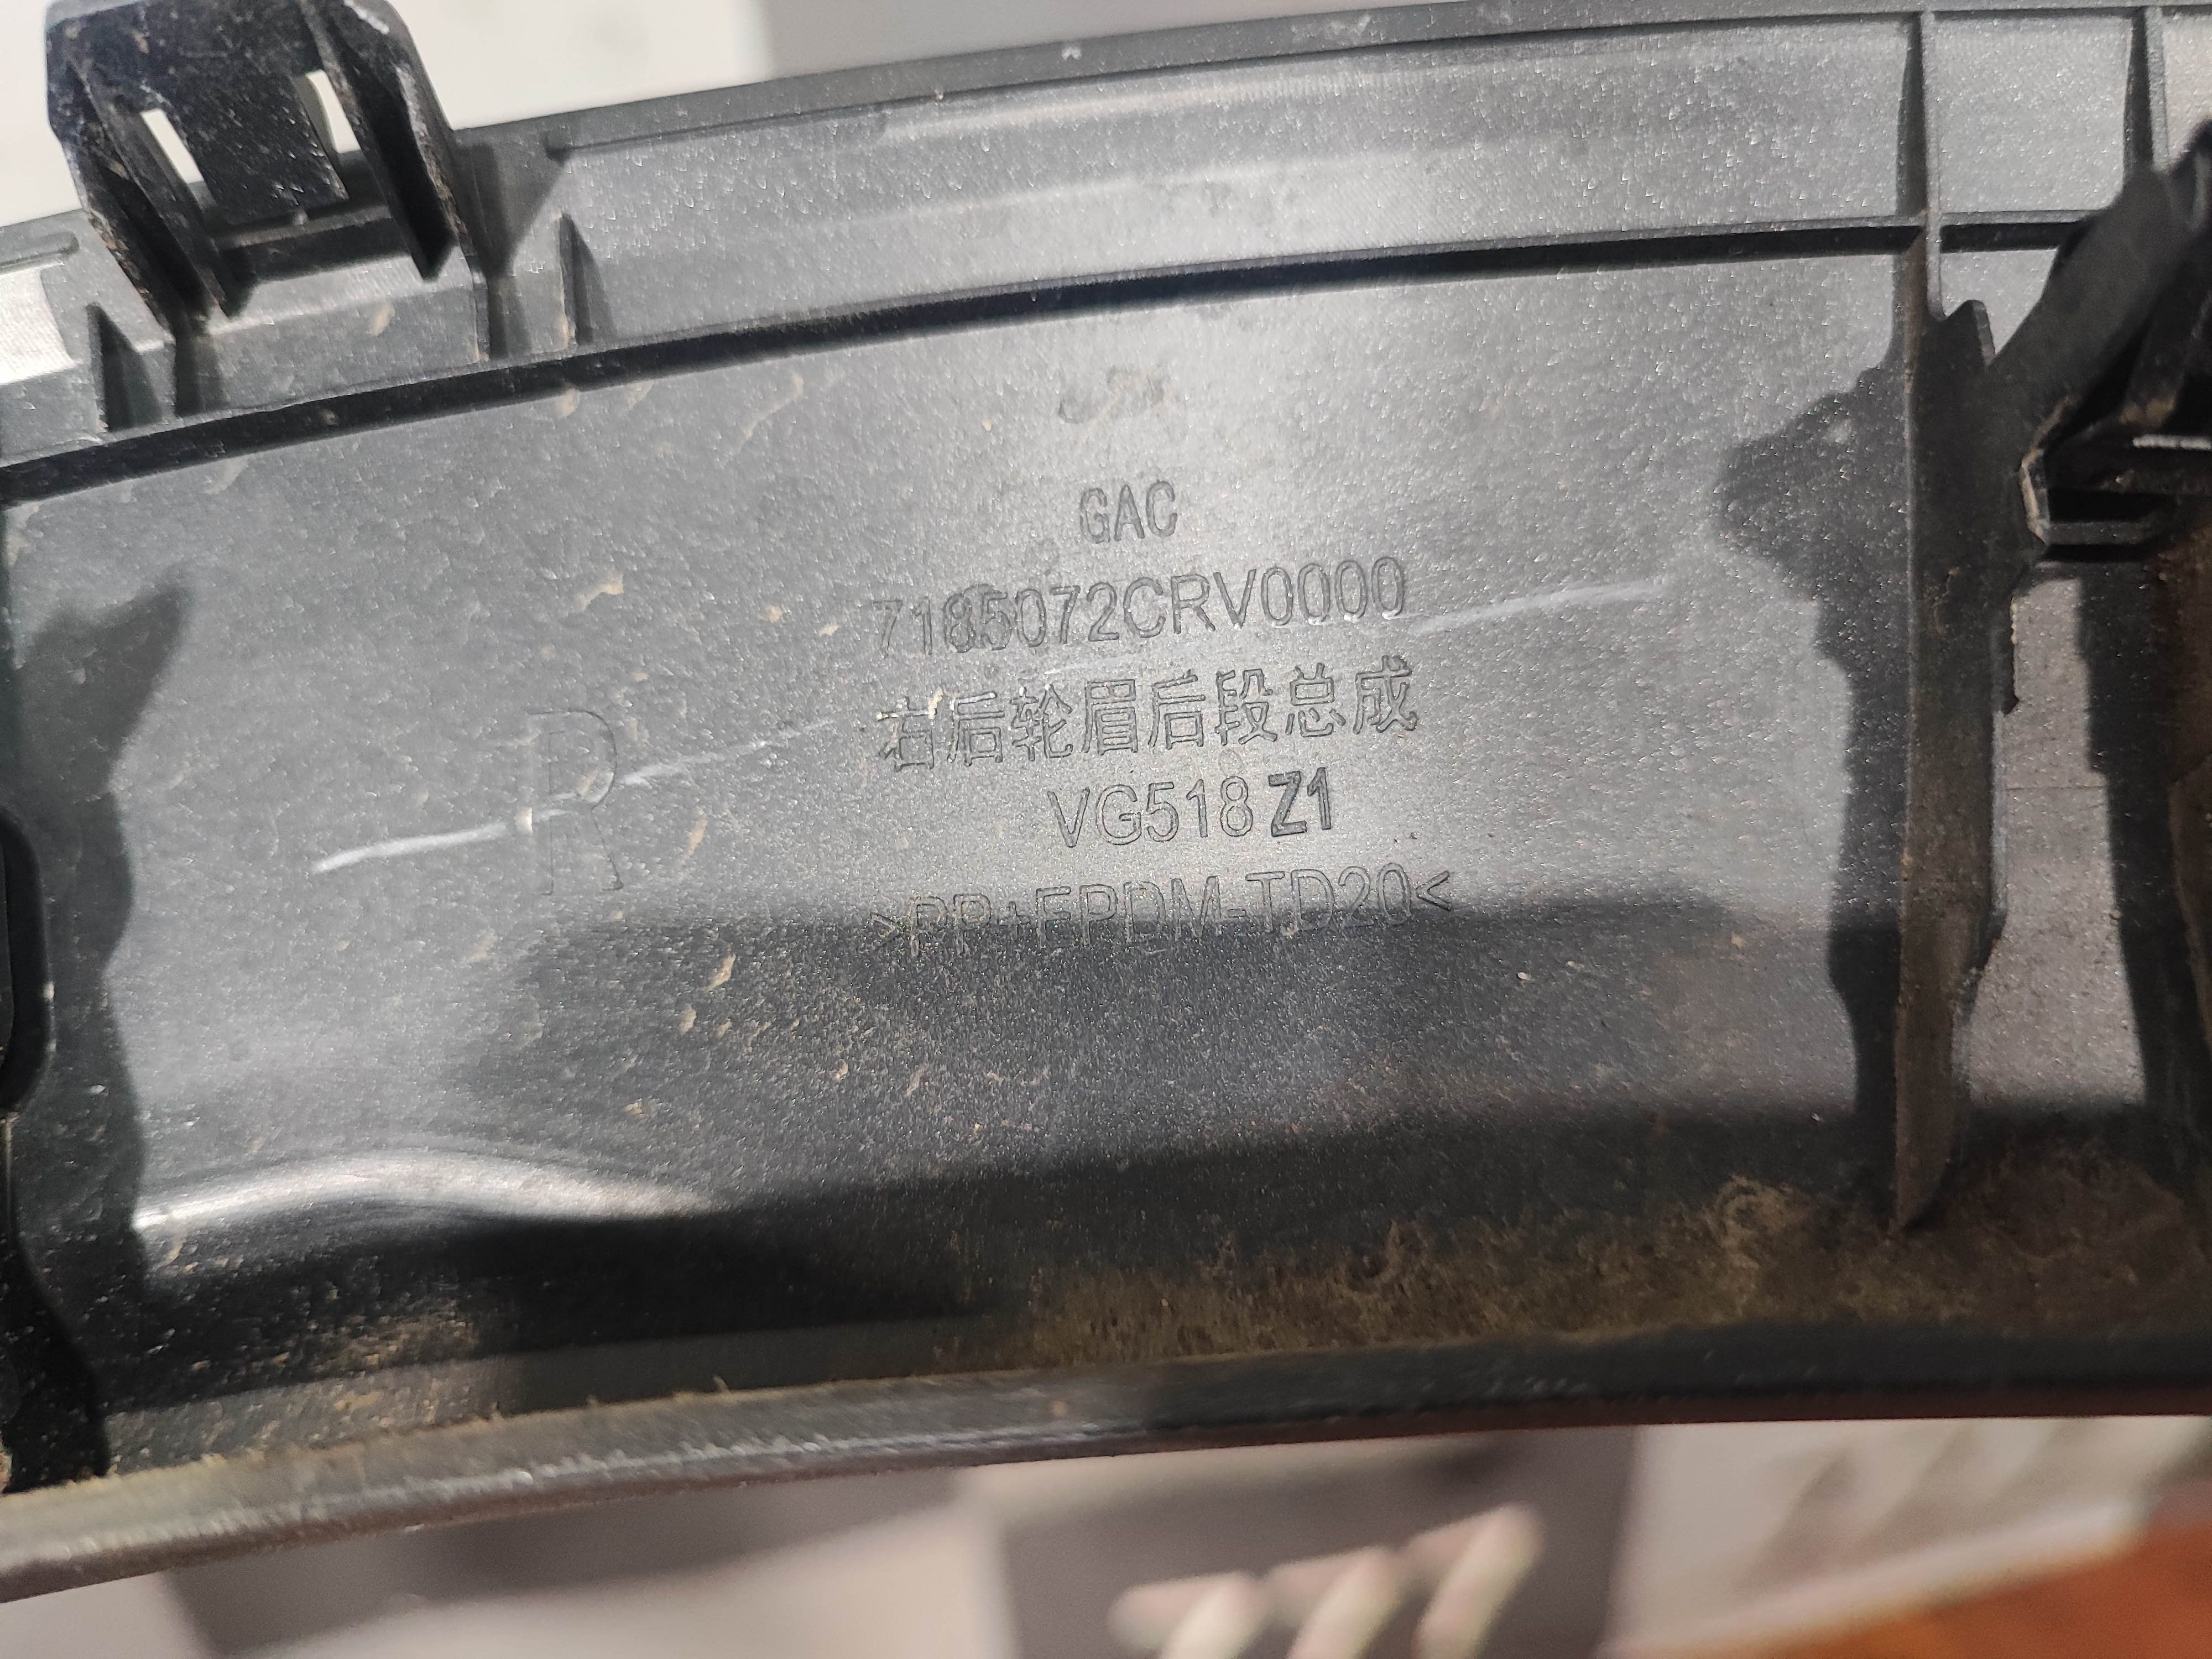 GAC
7185072CRV0000
右后轮眉后段总成
R
VG518 Z1
>PP+EPDM-TD20<